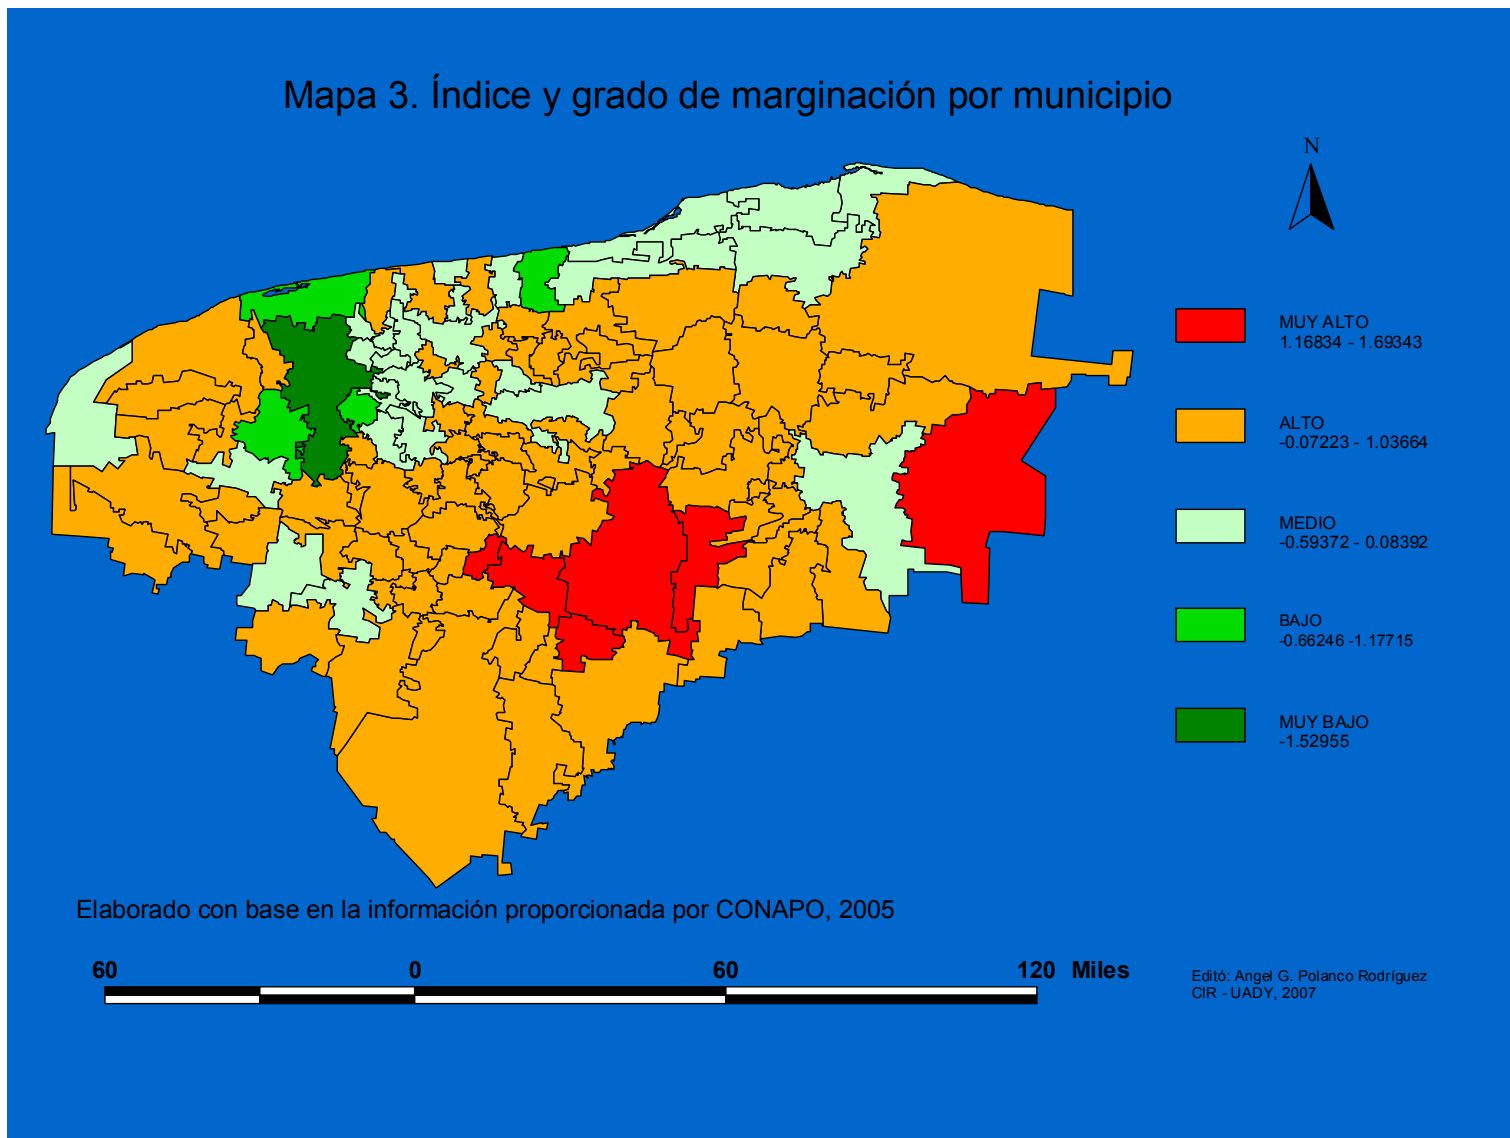 Mapa 3. Índice y grado de marginación por municipio
N
MUY ALTO
1.16834 - 1.69343
ALTO
-0.07223 - 1.03664
MEDIO
-0.59372 - 0.08392
BAJO
-0.66246 -1.17715
MUY BAJO
-1.52955
Elaborado con base en la información proporcionada por CONAPO, 2005
60 0 60 120 Miles
Editó: Angel G. Polanco Rodríguez
CIR - UADY, 2007